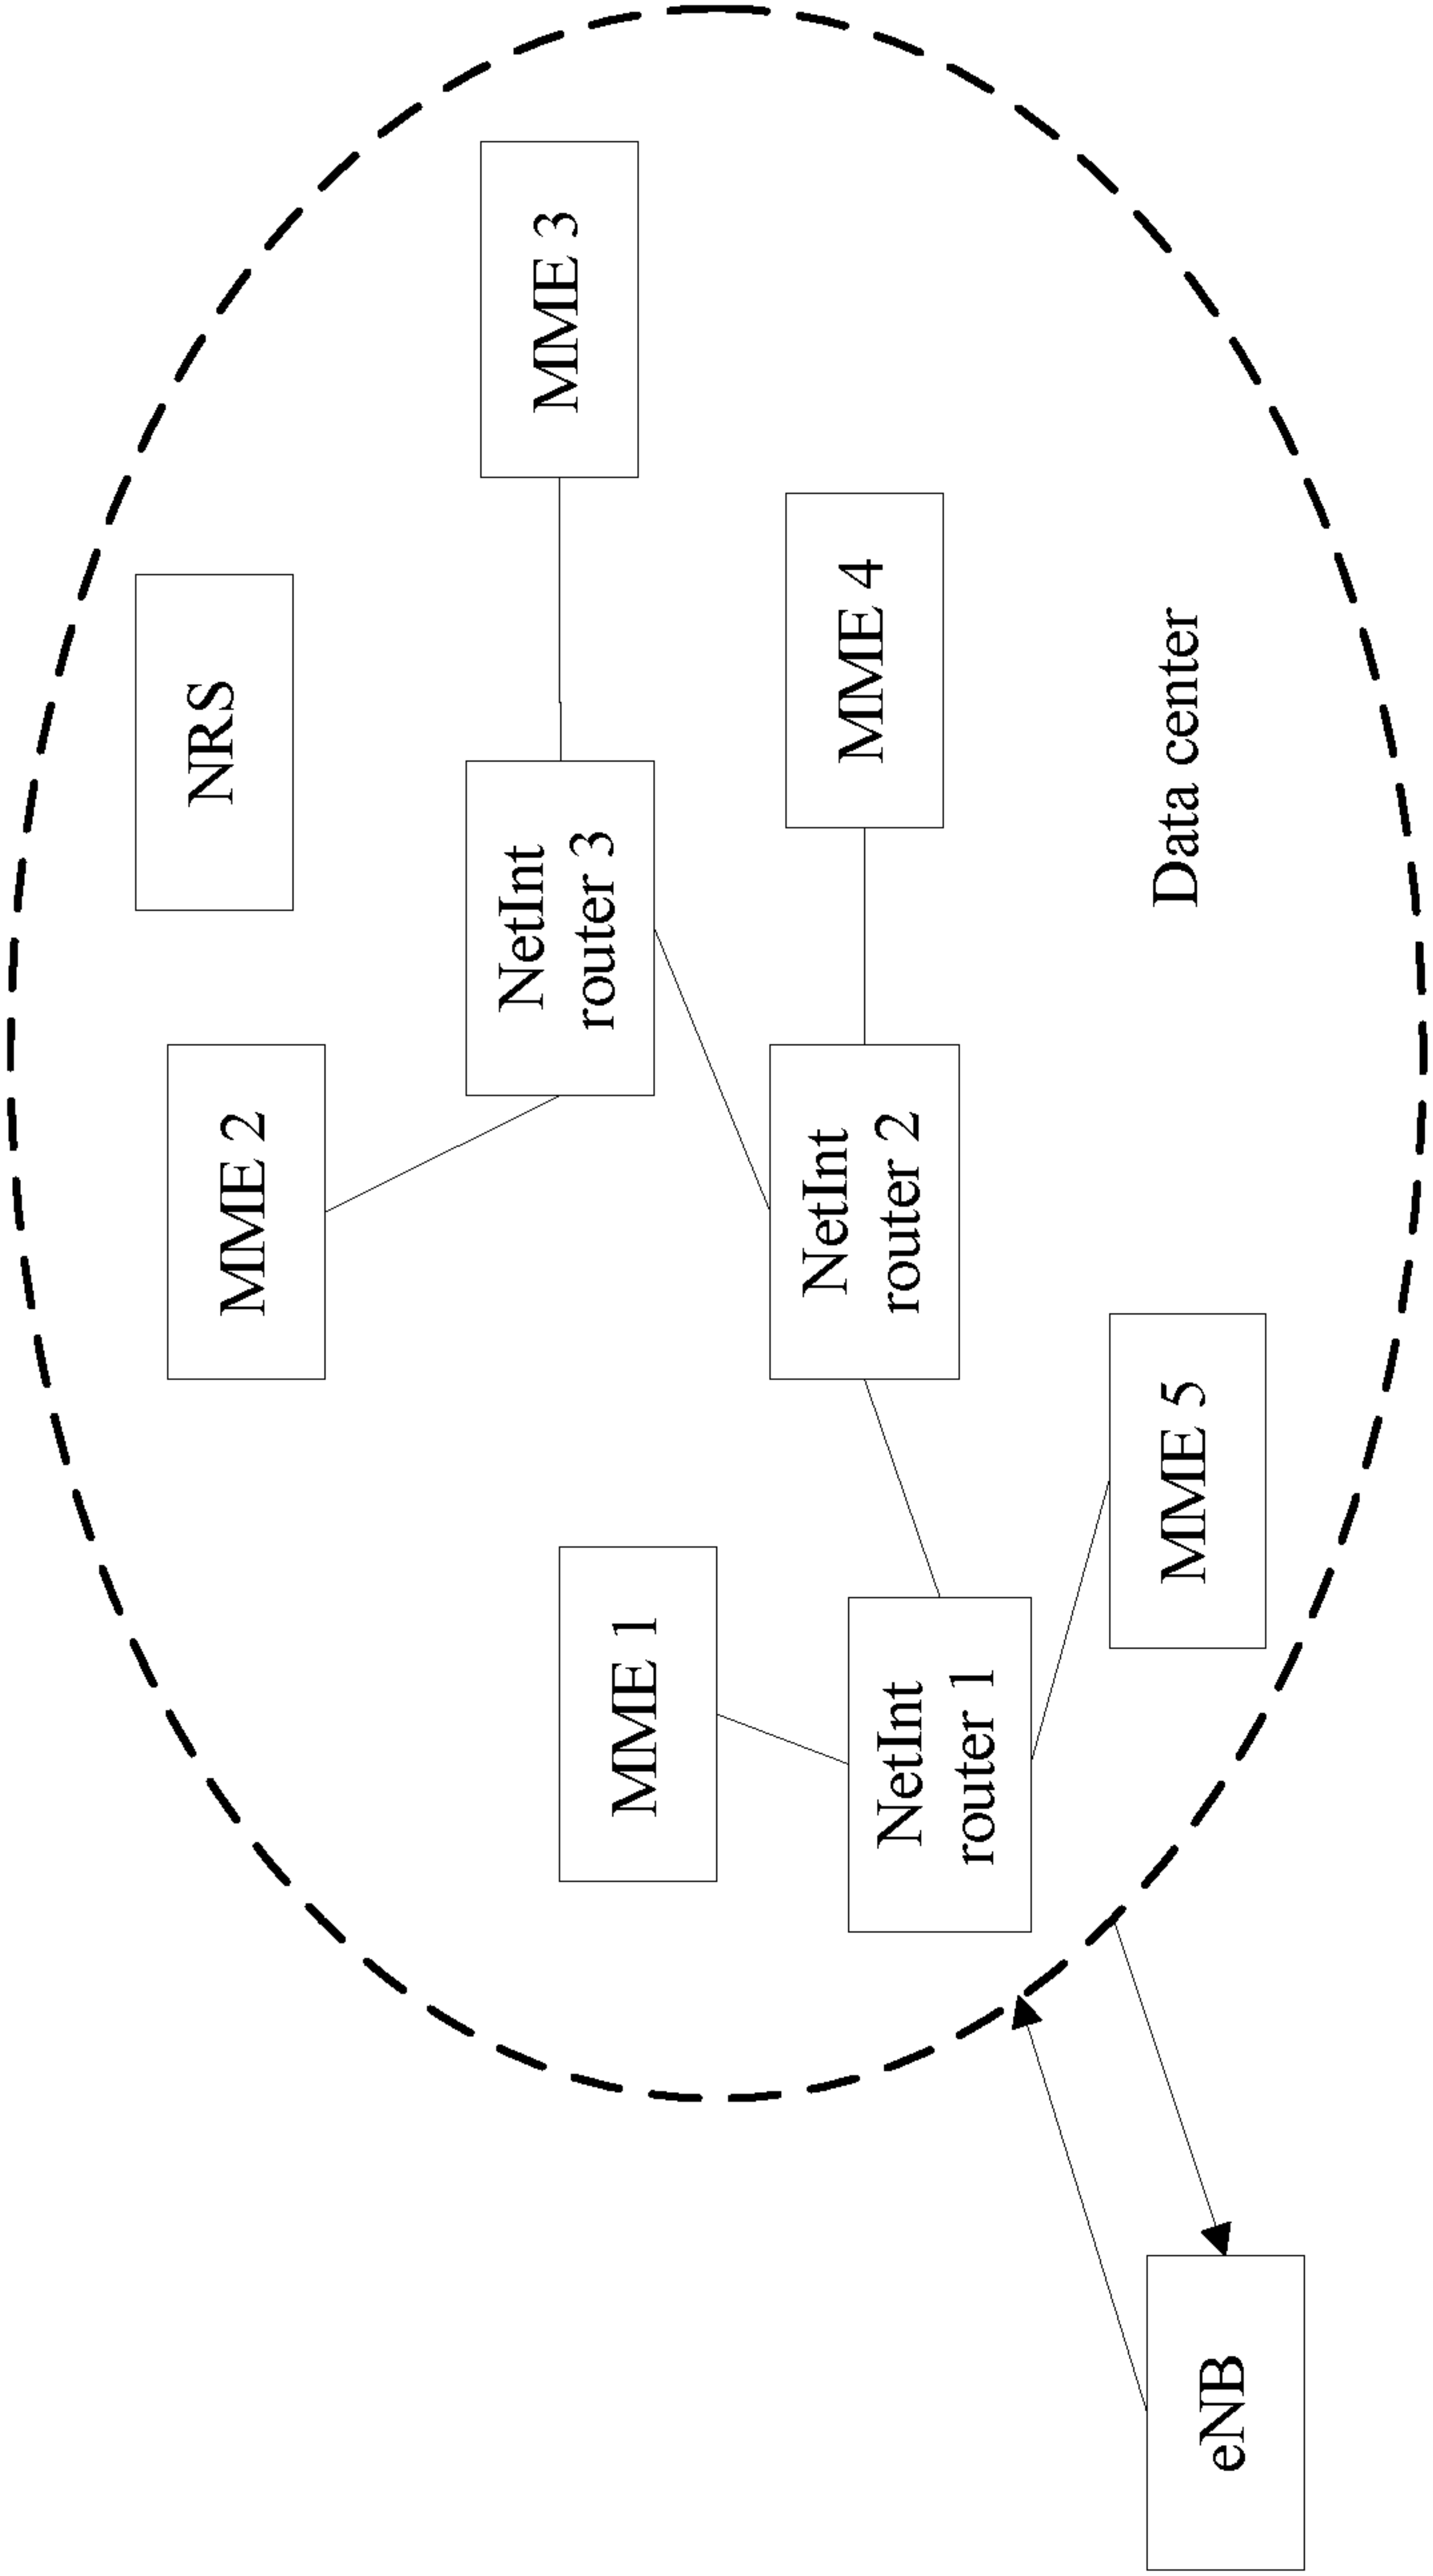 MME 2
NRS
NetInt
router 3
MME 3
MME 1
NetInt
router 2
MME 4
NetInt
router 1
MME 5
Data center
eNB